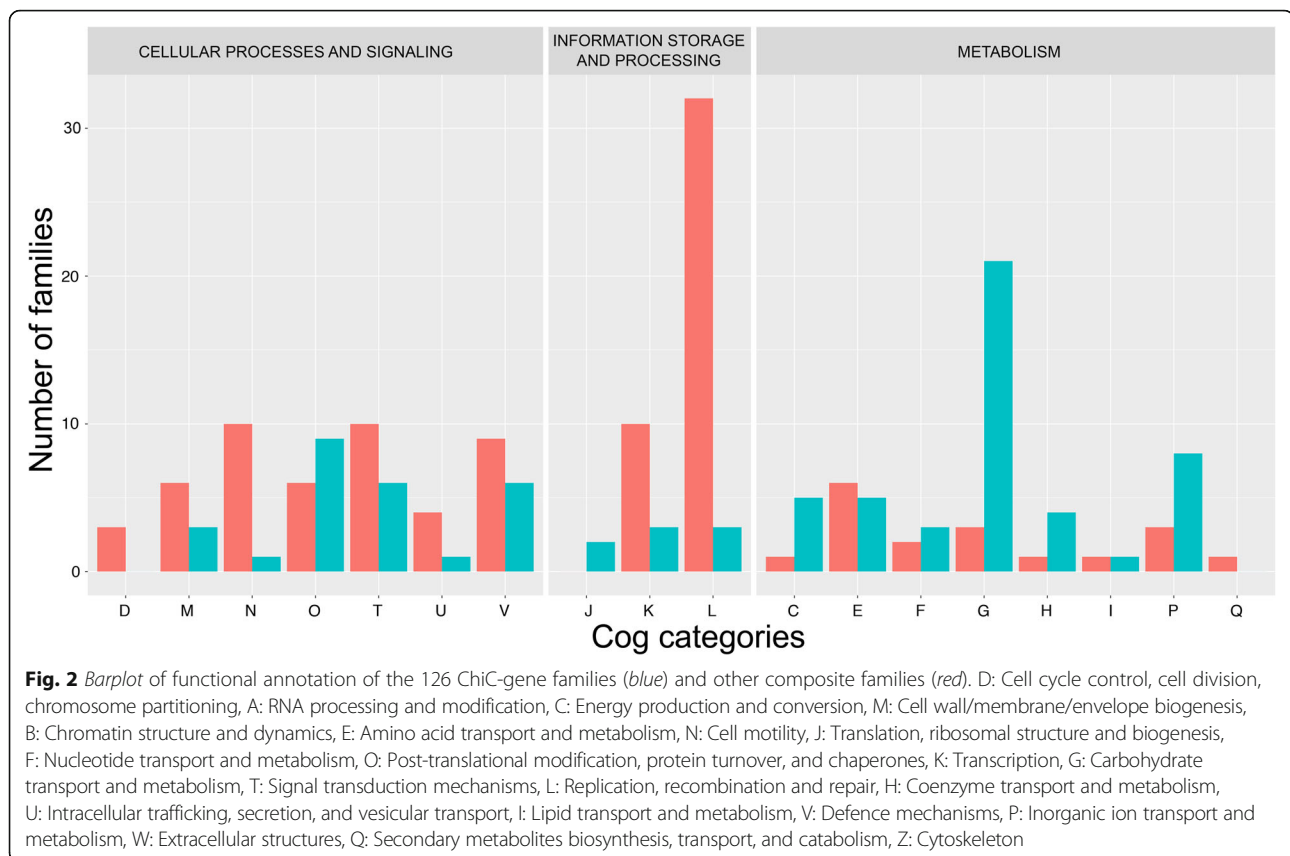 CELLULAR PROCESSES AND SIGNALING
INFORMATION STORAGE
AND PROCESSING
METABOLISM
Number of families
30
20
10
0
D M N O T U V J K L C E F G H I P Q
Cog categories
Fig. 2 Barplot of functional annotation of the 126 ChiC-gene families (blue) and other composite families (red). D: Cell cycle control, cell division,
chromosome partitioning, A: RNA processing and modification, C: Energy production and conversion, M: Cell wall/membrane/envelope biogenesis,
B: Chromatin structure and dynamics, E: Amino acid transport and metabolism, N: Cell motility, J: Translation, ribosomal structure and biogenesis,
F: Nucleotide transport and metabolism, O: Post-translational modification, protein turnover, and chaperones, K: Transcription, G: Carbohydrate
transport and metabolism, T: Signal transduction mechanisms, L: Replication, recombination and repair, H: Coenzyme transport and metabolism,
U: Intracellular trafficking, secretion, and vesicular transport, I: Lipid transport and metabolism, V: Defence mechanisms, P: Inorganic ion transport and
metabolism, W: Extracellular structures, Q: Secondary metabolites biosynthesis, transport, and catabolism, Z: Cytoskeleton